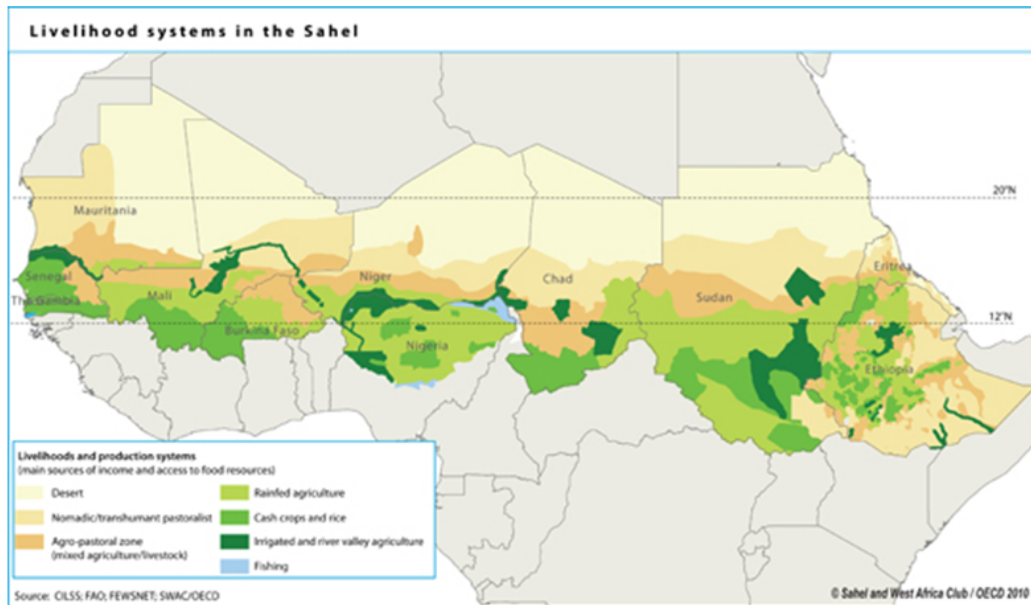 Livelihood systems in the Sahel
20°N
Mauritania
Senegal
The Gambia
Mali
Burkina Faso
Niger
Nigeria
Chad
Sudan
Eritrea
12°N
Ethiopia
Livelihoods and production systems
(main sources of income and access to food resources)
Desert
Nomadic/transhumant pastoralist
Agro-pastoral zone
(mixed agriculture/livestock)
Rainfed agriculture
Cash crops and rice
Irrigated and river valley agriculture
Fishing
Source: CILSS; FAO; FEWSNET; SWAC/OECD
© Sahel and West Africa Club / OECD 2010